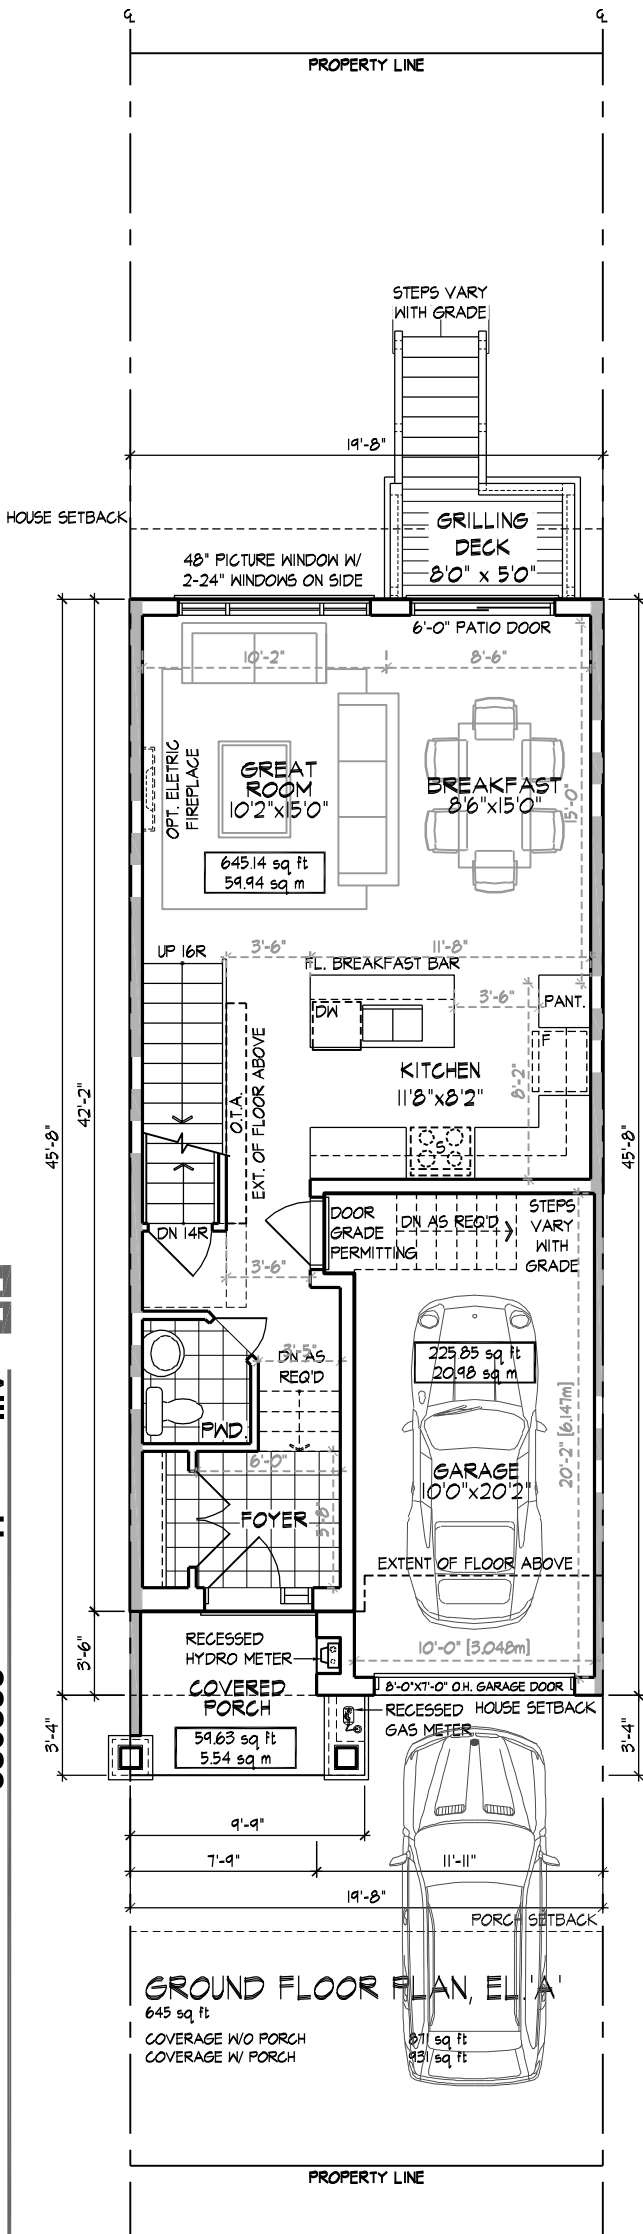 PROPERTY LINE
STEPS VARY
WITH GRADE
19'-8"
HOUSE SETBACK
GRILLING
DECK
8'0" x 5'0"
48" PICTURE WINDOW W/
2-24" WINDOWS ON SIDE
6'-0" PATIO DOOR
10'-2"
8'-6"
OPT. ELETRIC
FIREPLACE
GREAT
ROOM
10'2"x15'0"
BREAKFAST
8'6"x15'0"
15'-0"
645.14 sq ft
59.94 sq m
UP 16R
3'-6"
11'-8"
FL. BREAKFAST BAR
DW
3'-6"
PANT.
F
O.T.A.
EXT. OF FLOOR ABOVE
KITCHEN
11'8"x8'2"
8'-2"
S
45'-8"
42'-2"
45'-8"
DN 14R
DOOR
GRADE
PERMITTING
DN AS REQ'D
STEPS
VARY
WITH
GRADE
3'-6"
3'-5"
DN AS
REQ'D
225.85 sq ft
20.98 sq m
PWD.
6'-0"
GARAGE
10'0"x20'2"
20'-2" [6.147m]
FOYER
5'-8"
EXTENT OF FLOOR ABOVE
3'-6"
RECESSED
HYDRO METER
10'-0" [3.048m]
COVERED
PORCH
8'-0"X7'-0" O.H. GARAGE DOOR
RECESSED
GAS METER
HOUSE SETBACK
59.63 sq ft
5.54 sq m
3'-4"
3'-4"
9'-9"
7'-9"
11'-11"
19'-8"
PORCH SETBACK
GROUND FLOOR PLAN, EL. 'A'
645 sq ft
COVERAGE W/O PORCH 871 sq ft
COVERAGE W/ PORCH 931 sq ft
PROPERTY LINE